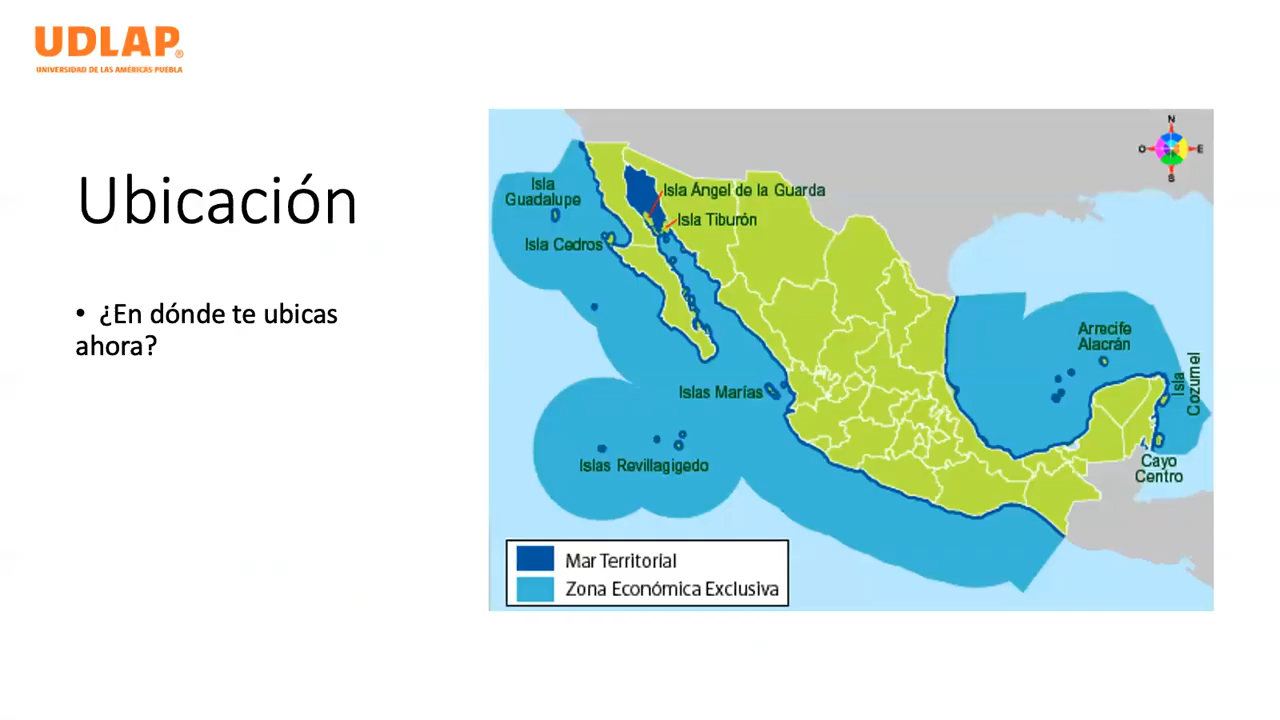 UDLAP®
UNIVERSIDAD DE LAS AMÉRICAS PUEBLA
Ubicación
• ¿En dónde te ubicas
ahora?
N
O
E
S
Isla
Guadalupe
Isla Ángel de la Guarda
Isla Tiburón
Isla Cedros
Arrecife
Alacrán
Isla
Cozumel
Islas Marías
Islas Revillagigedo
Cayo
Centro
Mar Territorial
Zona Económica Exclusiva